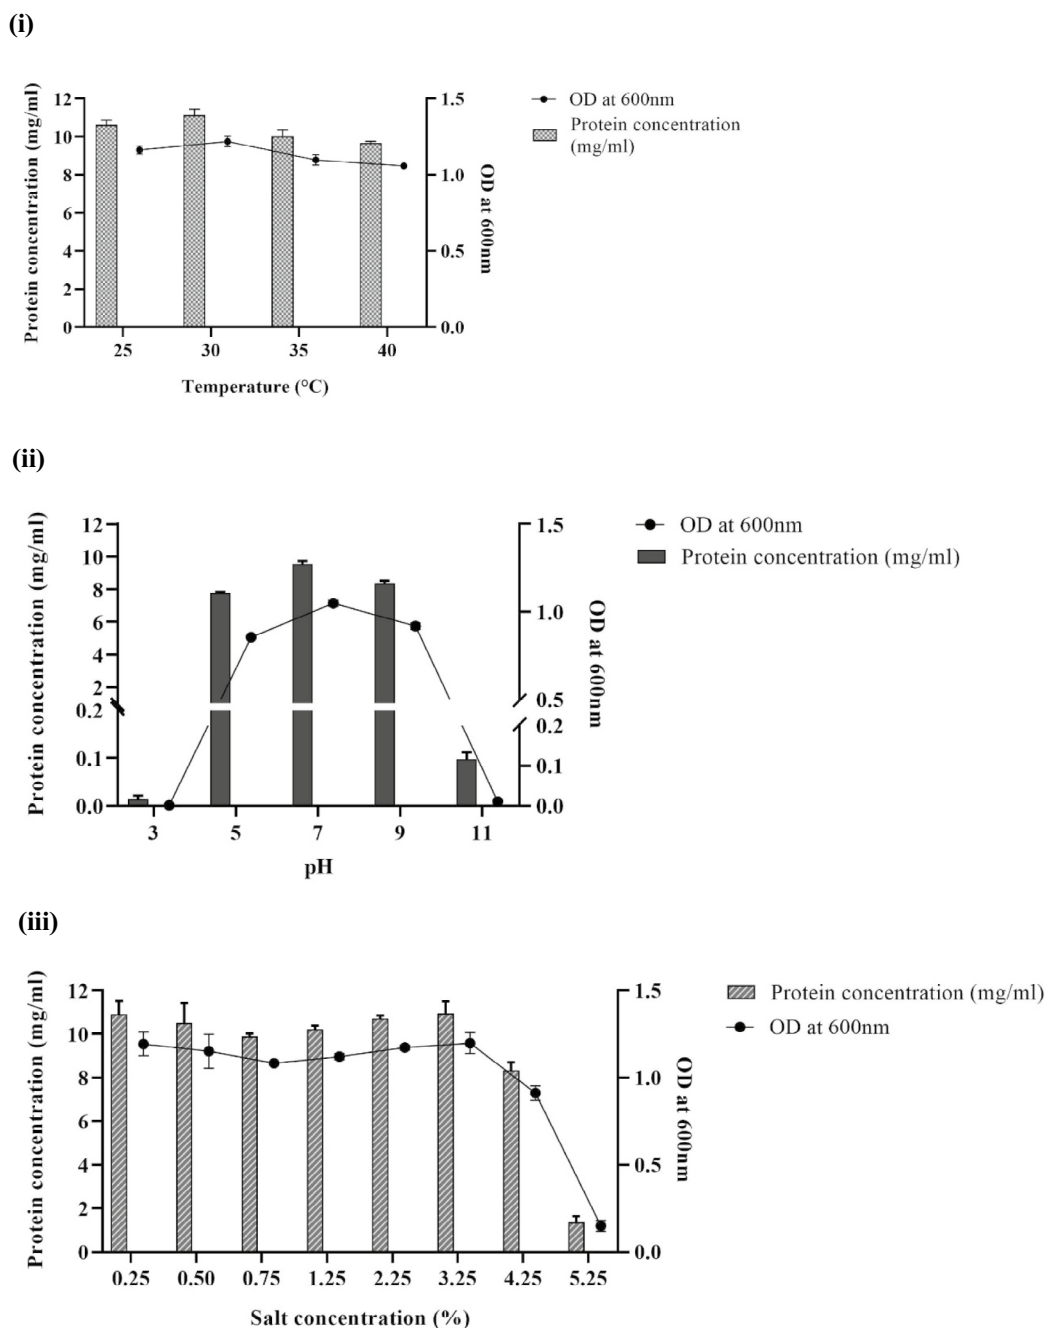 (i)
12
10
8
6
4
2
0
Protein concentration (mg/ml)
1.5
1.0
0.5
0.0
OD at 600nm
25 30 35 40
Temperature (°C)
OD at 600nm
Protein concentration
(mg/ml)
(ii)
12
10
8
6
4
2
0.2
0.1
0.0
Protein concentration (mg/ml)
1.5
1.0
0.5
0.2
0.1
0.0
OD at 600nm
3 5 7 9 11
pH
OD at 600nm
Protein concentration (mg/ml)
(iii)
12
10
8
6
4
2
0
Protein concentration (mg/ml)
1.5
1.0
0.5
0.0
OD at 600nm
0.25 0.50 0.75 1.25 2.25 3.25 4.25 5.25
Salt concentration (%)
Protein concentration (mg/ml)
OD at 600nm